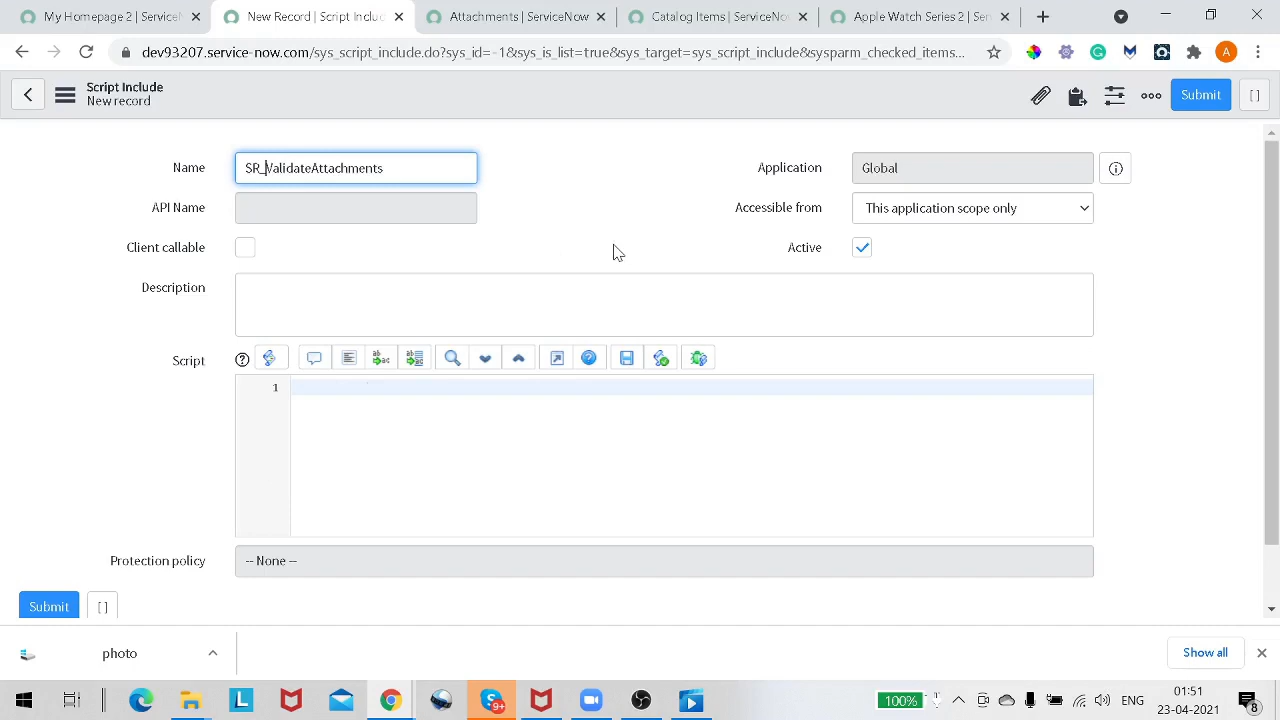 My Homepage 2 | Service
New Record | Script Inclu
Attachments | ServiceNow
Catalog Items | ServiceNov
Apple Watch Series 2 | Ser
dev93207.service-now.com/sys_script_include.do?sys_id=-1&sys_is_list=true&sys_target=sys_script_include&sysparm_checked_items...
A
Script Include
New record
Submit
Name
SR_ValidateAttachments
Application
Global
API Name
Accessible from
This application scope only
Client callable
Active
Description
Script
1
Protection policy
-- None --
Submit
photo
Show all
L
9+
100%
ENG
01:51
23-04-2021
8